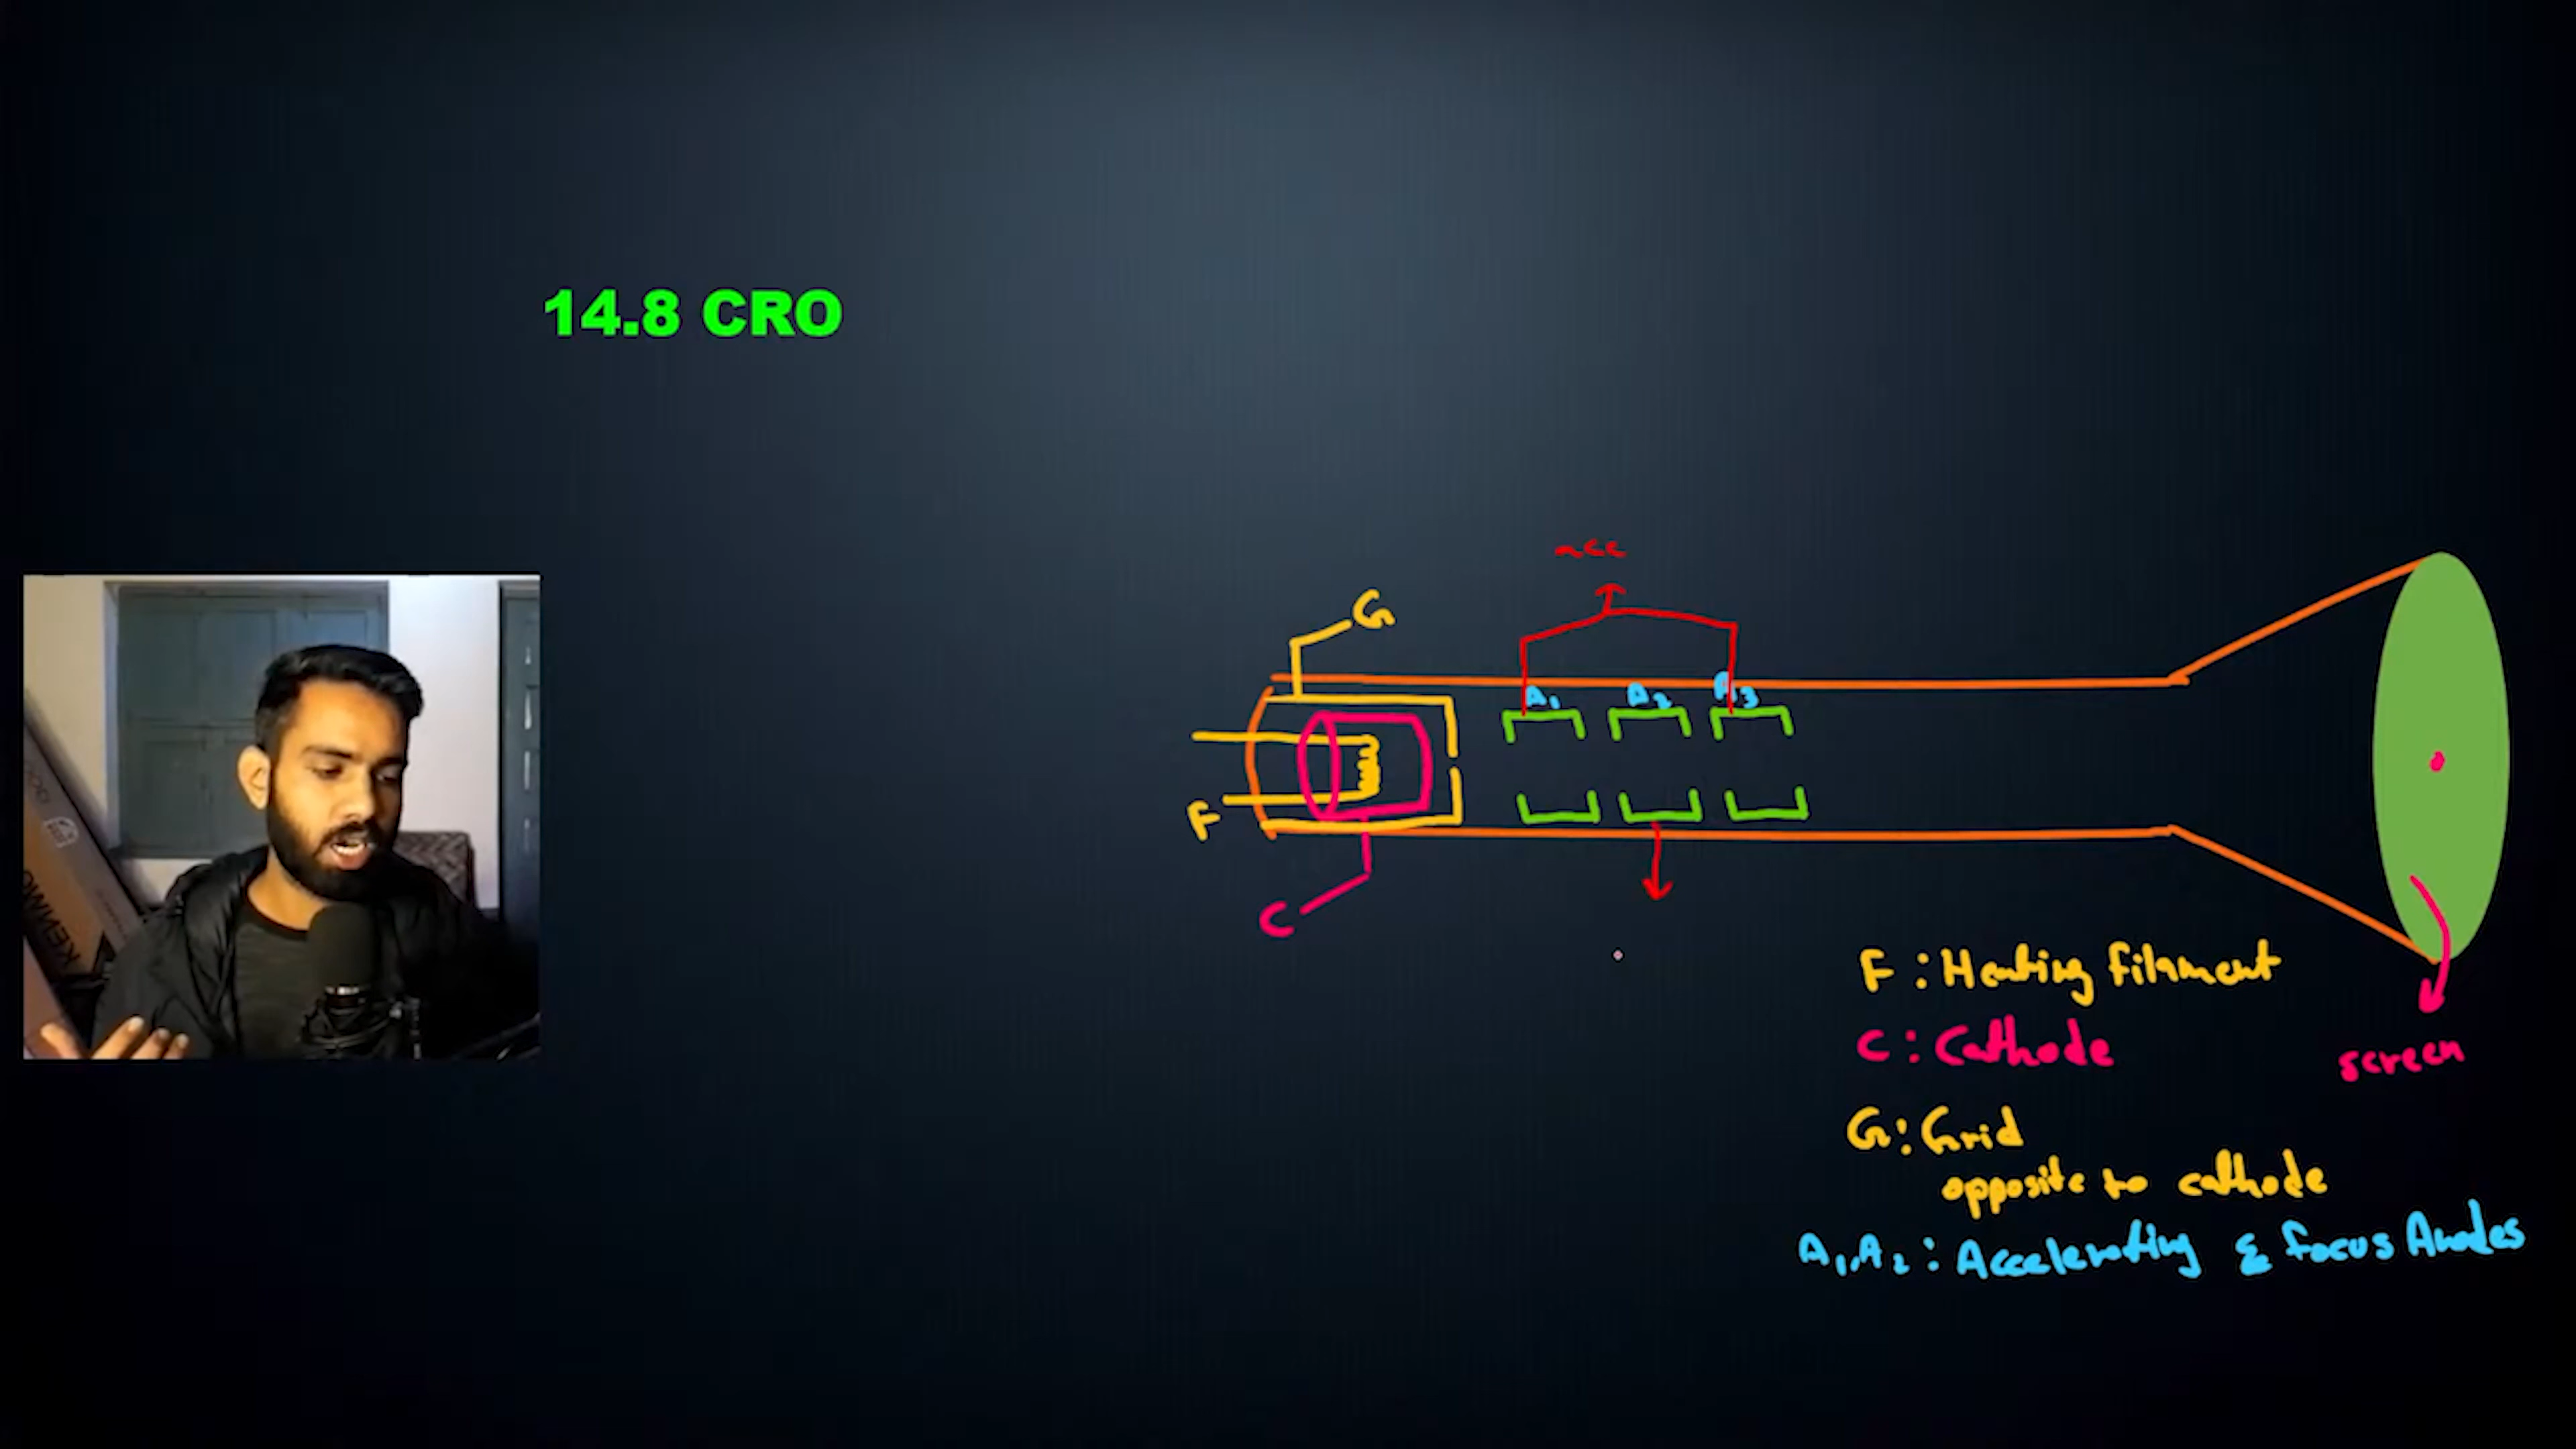 14.8 CRO
acc
G
A₁ A₂ A₃
F
C
F : Heating filament
C : Cathode
screen
G : Grid
opposite to cathode
A₁,A₂ : Accelerating & focus Anodes